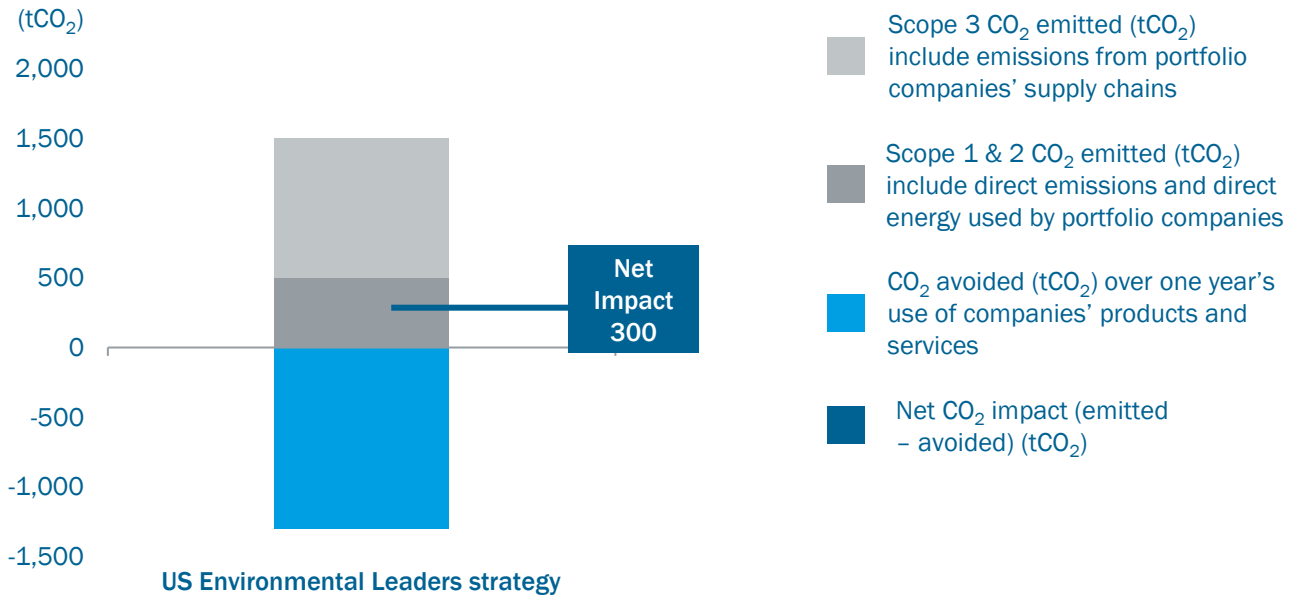 (tCO₂)
2,000
1,500
1,000
500
0
-500
-1,000
-1,500
Net
Impact
300
US Environmental Leaders strategy
Scope 3 CO₂ emitted (tCO₂)
include emissions from portfolio
companies’ supply chains
Scope 1 & 2 CO₂ emitted (tCO₂)
include direct emissions and direct
energy used by portfolio companies
CO₂ avoided (tCO₂) over one year’s
use of companies’ products and
services
Net CO₂ impact (emitted
– avoided) (tCO₂)